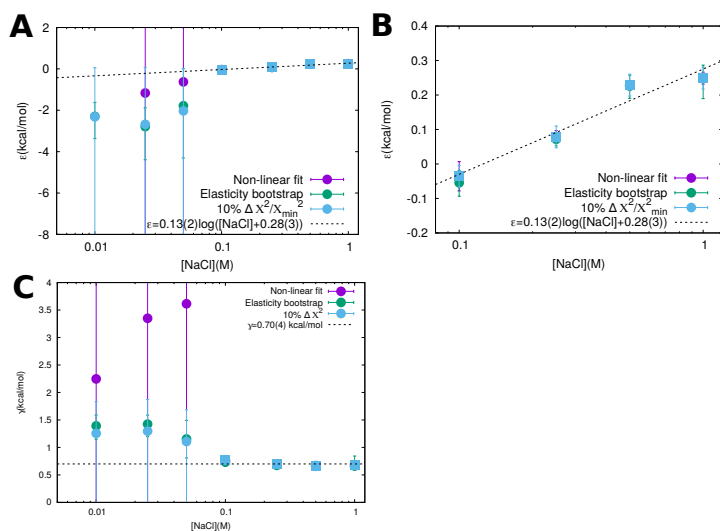 A
ε(kcal/mol)
2
0
-2
-4
-6
-8
0.01
0.1
1
[NaCl](M)
Non-linear fit
Elasticity bootstrap
10% Δ X²/X_min²
ε=0.13(2)log([NaCl]+0.28(3))
B
ε(kcal/mol)
0.4
0.3
0.2
0.1
0
-0.1
-0.2
0.1
1
[NaCl](M)
Non-linear fit
Elasticity bootstrap
10% Δ X²/X²_min
ε=0.13(2)log([NaCl]+0.28(3))
C
γ(kcal/mol)
4
3.5
3
2.5
2
1.5
1
0.5
0
0.01
0.1
1
[NaCl](M)
Non-linear fit
Elasticity bootstrap
10% Δ X²
γ=0.70(4) kcal/mol